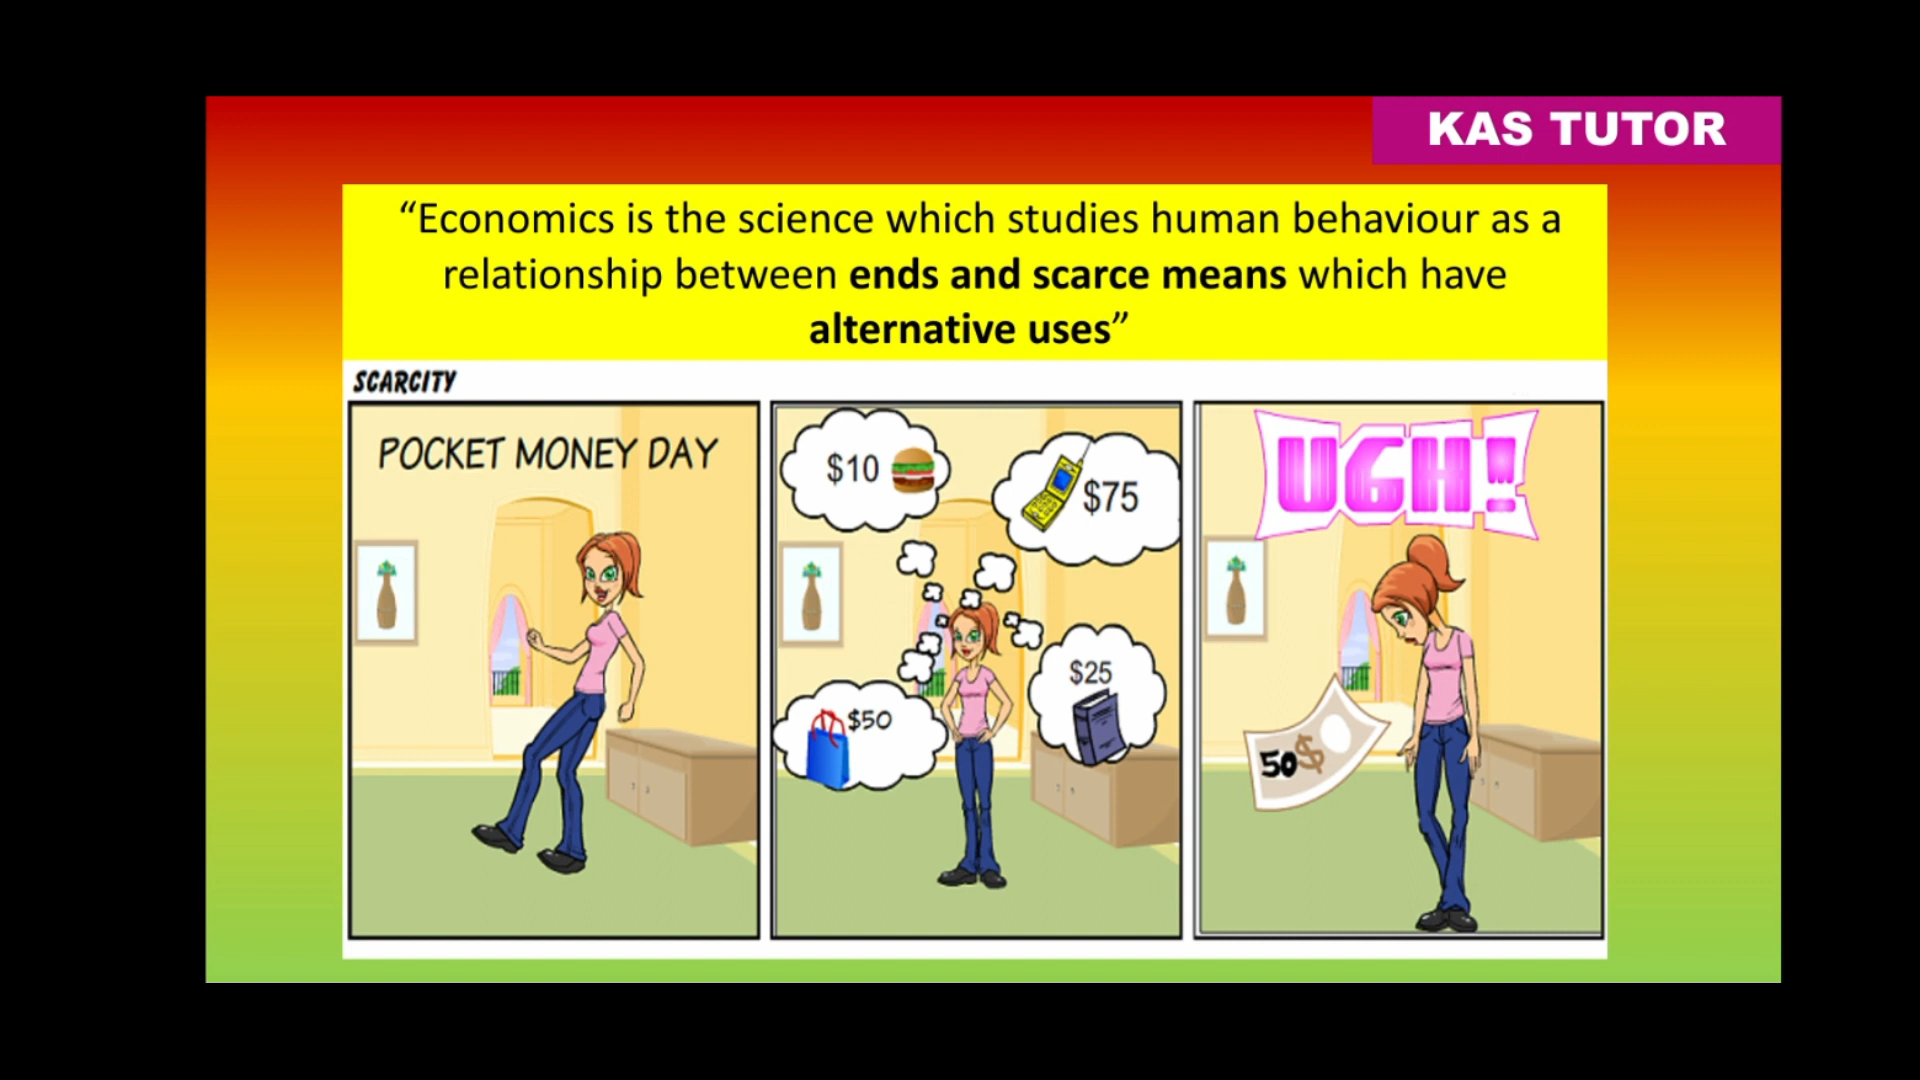 KAS TUTOR
“Economics is the science which studies human behaviour as a
relationship between ends and scarce means which have
alternative uses”
SCARCITY
POCKET MONEY DAY
$10
$75
$50
$25
UGH!
50$